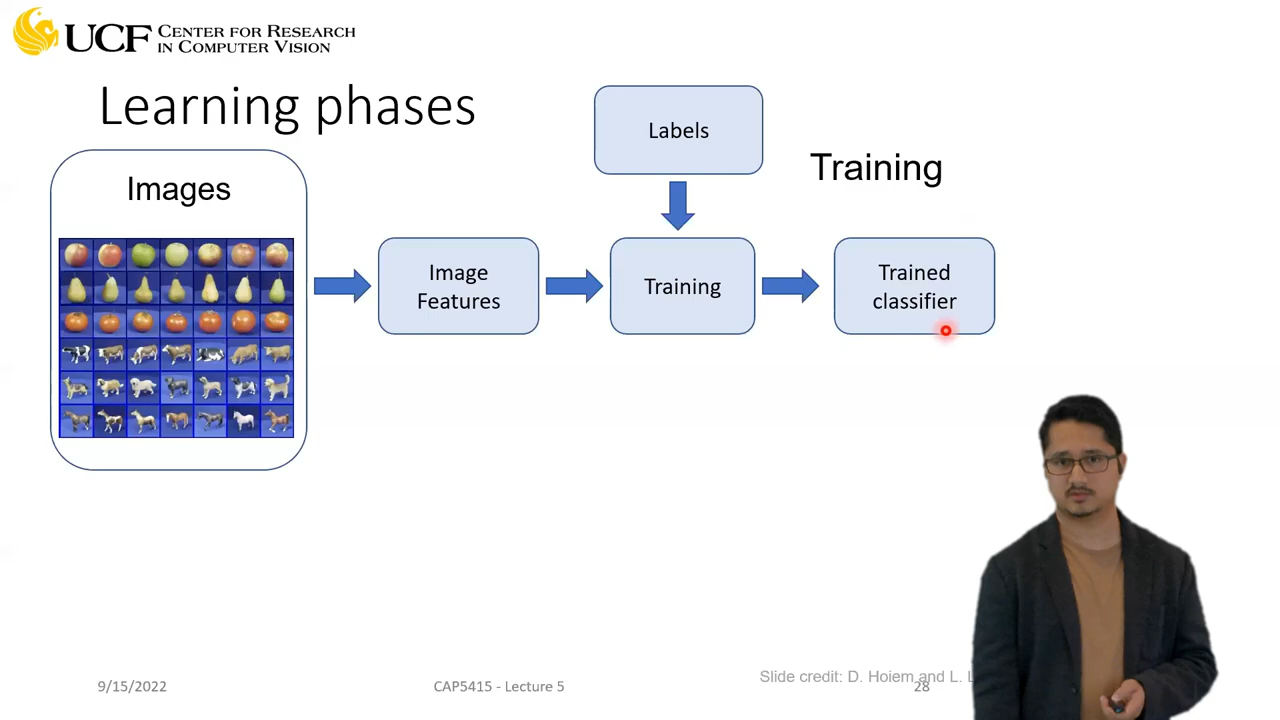 UCF CENTER FOR RESEARCH
IN COMPUTER VISION
Learning phases
Labels
Training
Images
Image
Features
Training
Trained
classifier
9/15/2022
CAP5415 - Lecture 5
Slide credit: D. Hoiem and L.
28